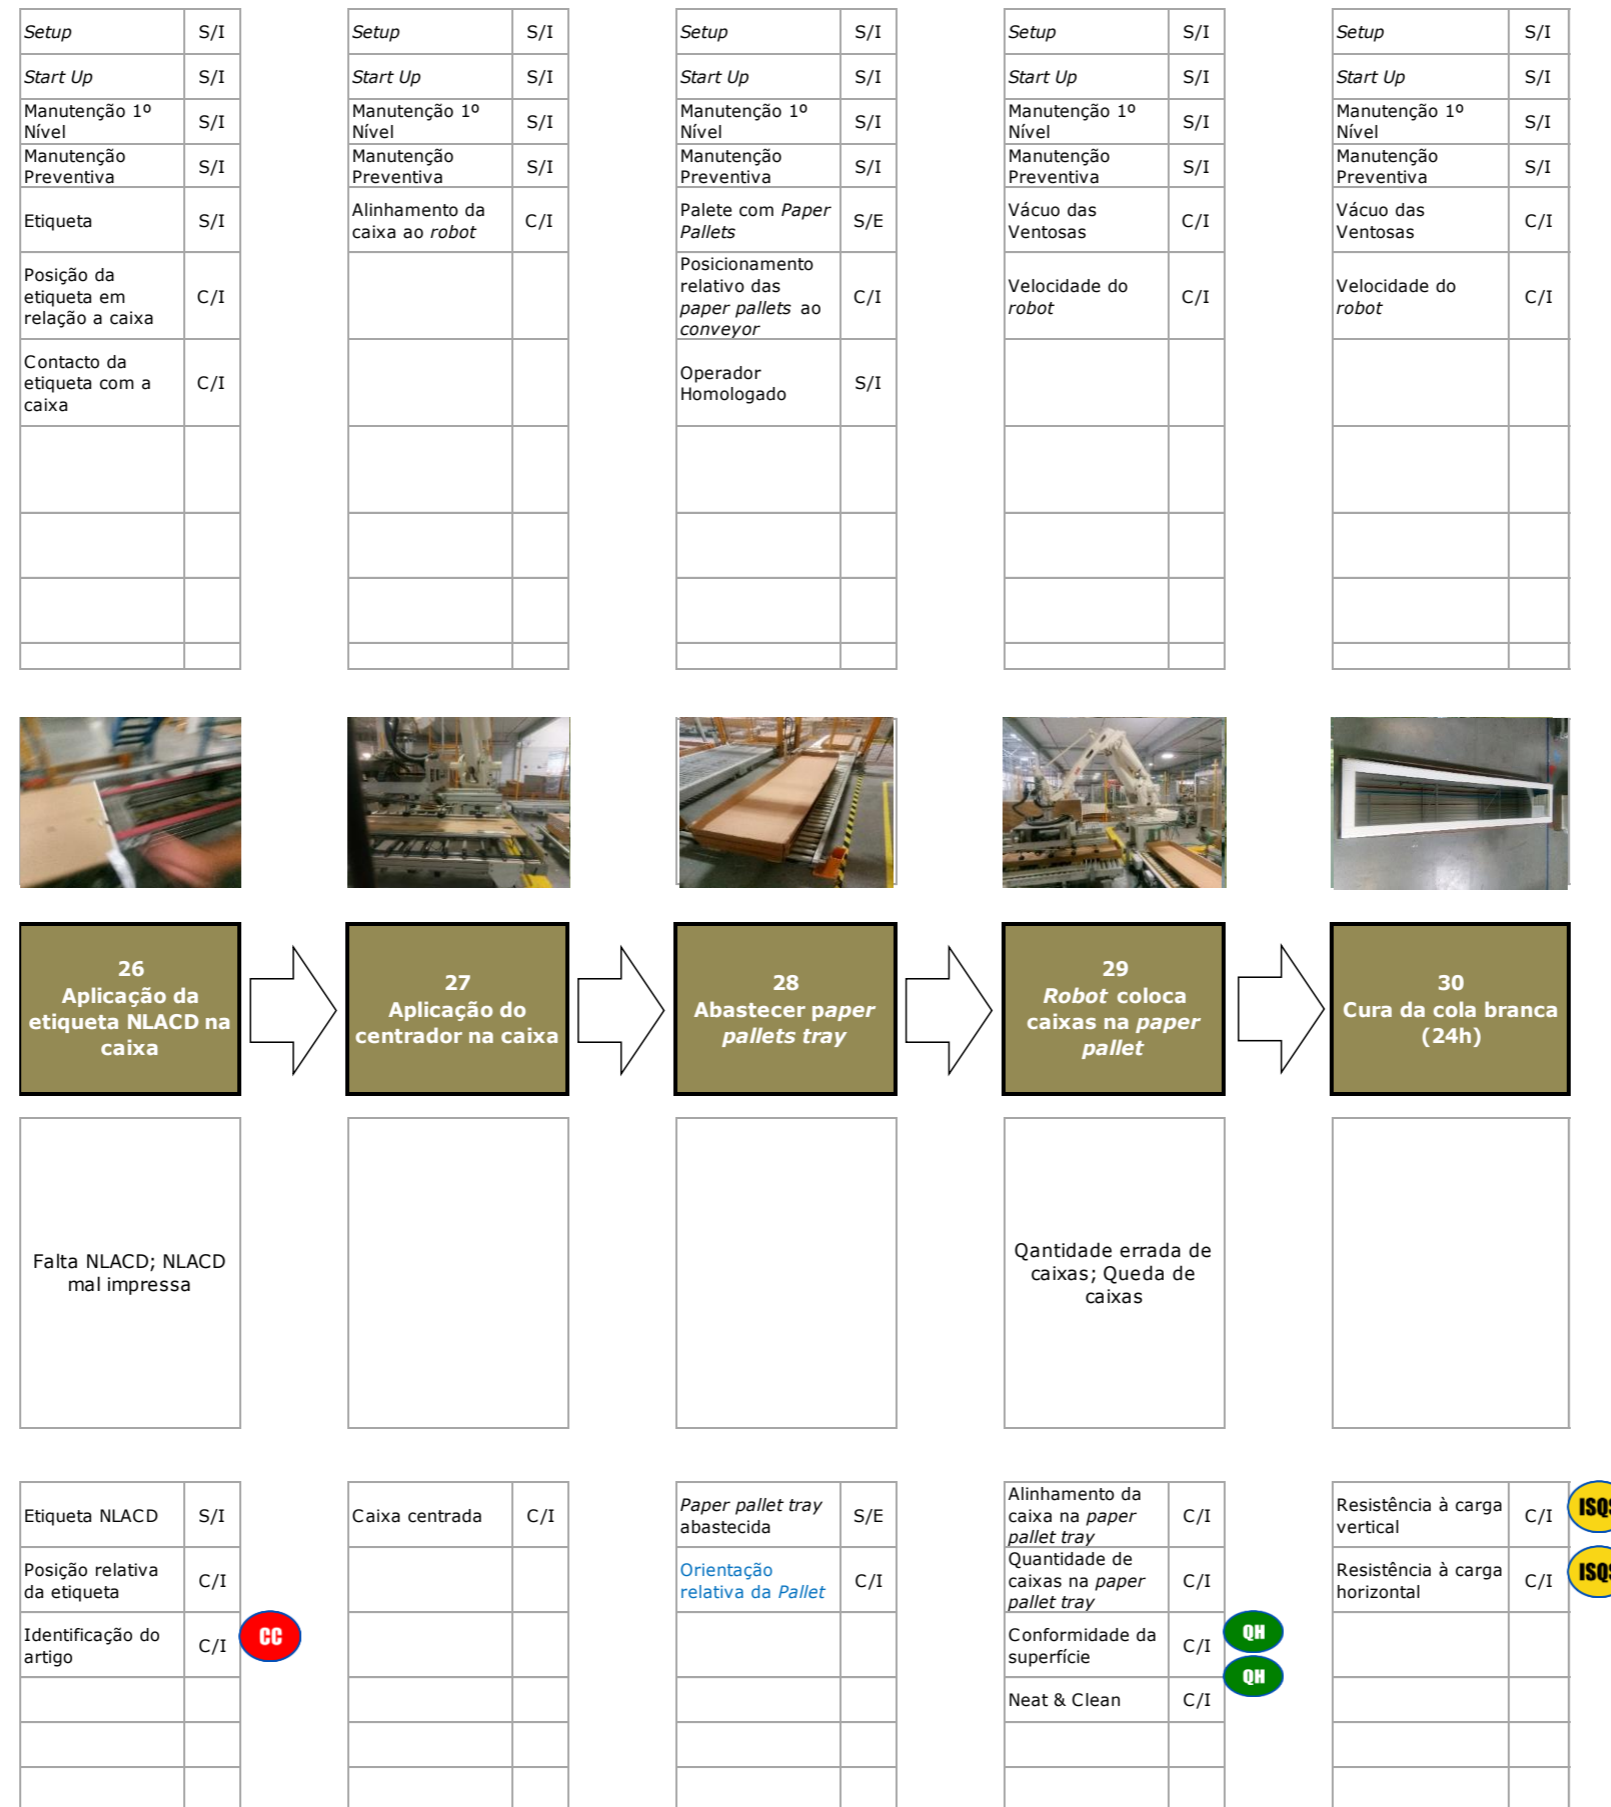 Setup S/I Setup S/I Setup S/I Setup S/I Setup S/I
Start Up S/I Start Up S/I Start Up S/I Start Up S/I Start Up S/I
Manutenção 1º
Nível S/I
Manutenção 1º
Nível S/I
Manutenção 1º
Nível S/I
Manutenção 1º
Nível S/I
Manutenção 1º
Nível S/I
Manutenção
Preventiva S/I
Manutenção
Preventiva S/I
Manutenção
Preventiva S/I
Manutenção
Preventiva S/I
Manutenção
Preventiva S/I
Etiqueta S/I
Alinhamento da
caixa ao robot C/I
Palete com Paper
Pallets S/E
Vácuo das
Ventosas C/I
Vácuo das
Ventosas C/I
Posição da
etiqueta em
relação a caixa C/I
Posicionamento
relativo das
paper pallets ao
conveyor C/I
Velocidade do
robot C/I
Velocidade do
robot C/I
Contacto da
etiqueta com a
caixa C/I
Operador
Homologado S/I
26
Aplicação da
etiqueta NLACD na
caixa
27
Aplicação do
centrador na caixa
28
Abastecer paper
pallets tray
29
Robot coloca
caixas na paper
pallet
30
Cura da cola branca
(24h)
Falta NLACD; NLACD
mal impressa
Qantidade errada de
caixas; Queda de
caixas
Etiqueta NLACD S/I
Caixa centrada C/I
Paper pallet tray
abastecida S/E
Alinhamento da
caixa na paper
pallet tray C/I
Resistência à carga
vertical C/I ISQS
Posição relativa
da etiqueta C/I
Orientação
relativa da Pallet C/I
Quantidade de
caixas na paper
pallet tray C/I
Resistência à carga
horizontal C/I ISQS
Identificação do
artigo C/I CC
Conformidade da
superfície C/I QH
Neat & Clean C/I QH